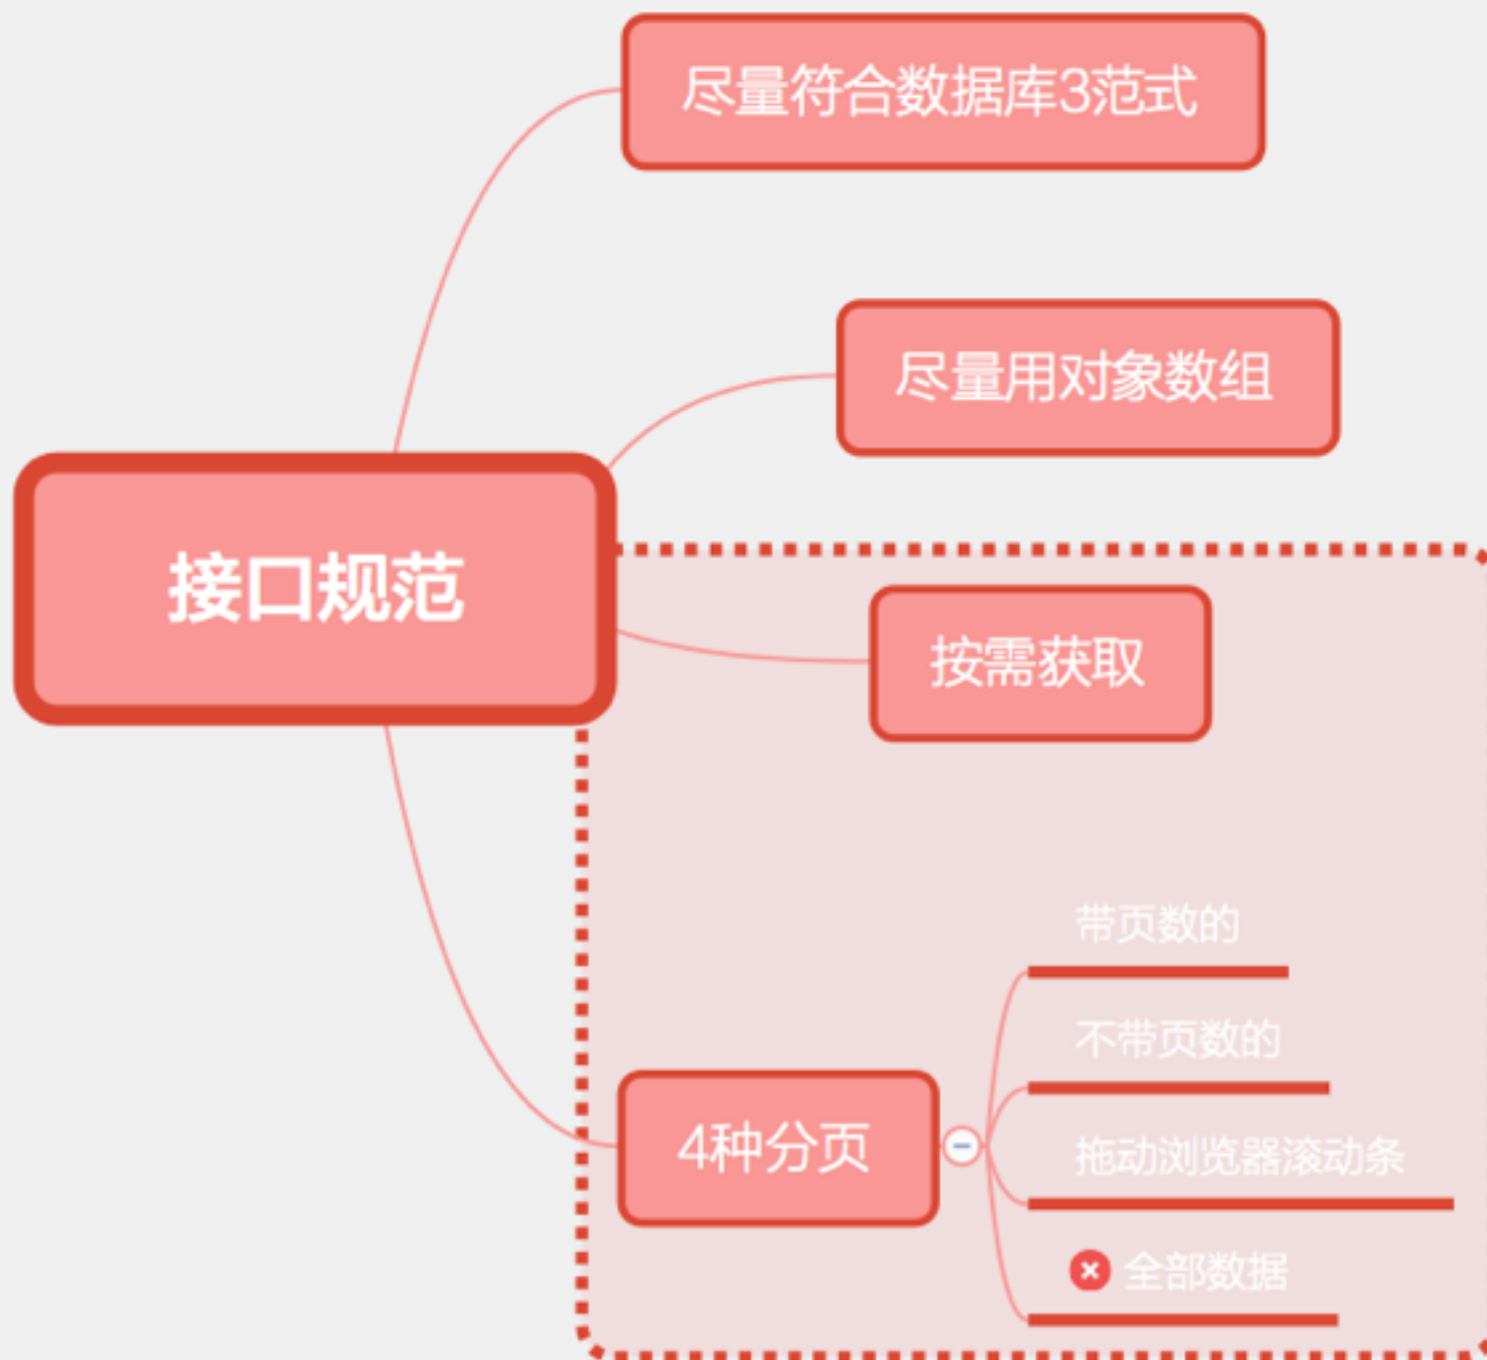 尽量符合数据库3范式
尽量用对象数组
接口规范
按需获取
带页数的
不带页数的
4种分页
拖动浏览器滚动条
全部数据